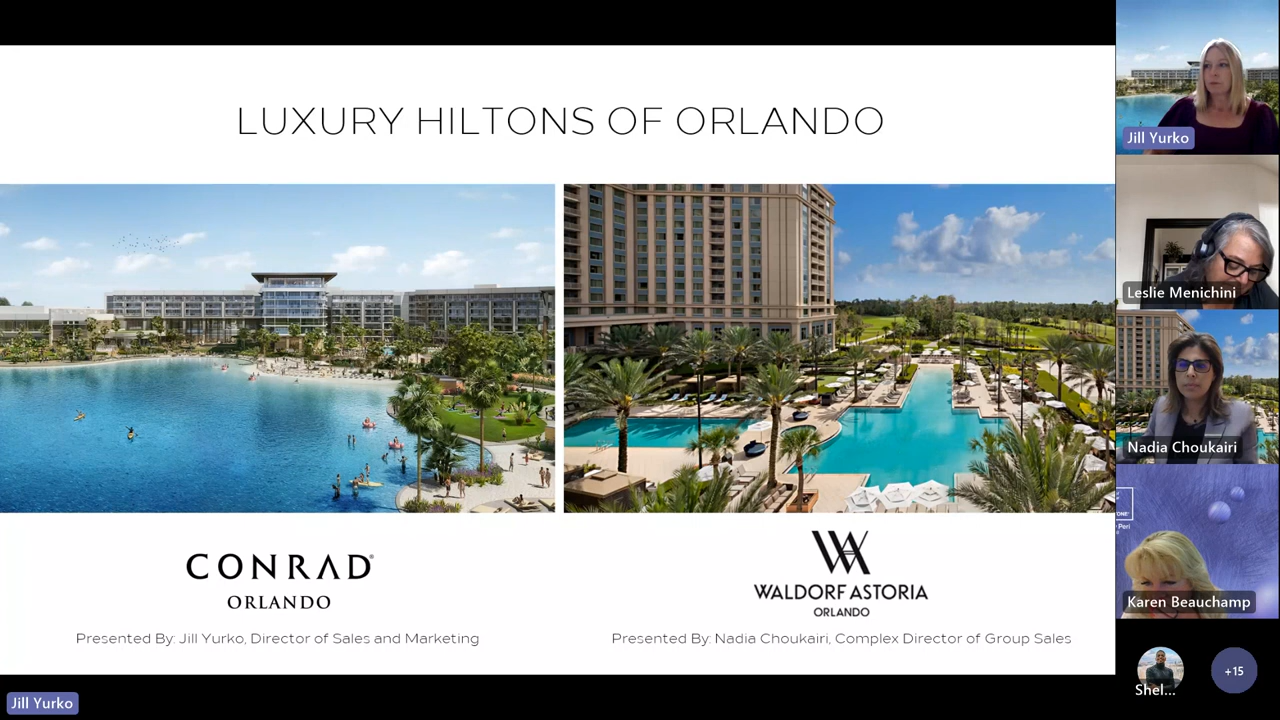 LUXURY HILTONS OF ORLANDO
CONRAD®
ORLANDO
Presented By: Jill Yurko, Director of Sales and Marketing
WALDORF ASTORIA
ORLANDO
Presented By: Nadia Choukairi, Complex Director of Group Sales
Jill Yurko
Leslie Menichini
Nadia Choukairi
Karen Beauchamp
Shel...
+15
Jill Yurko